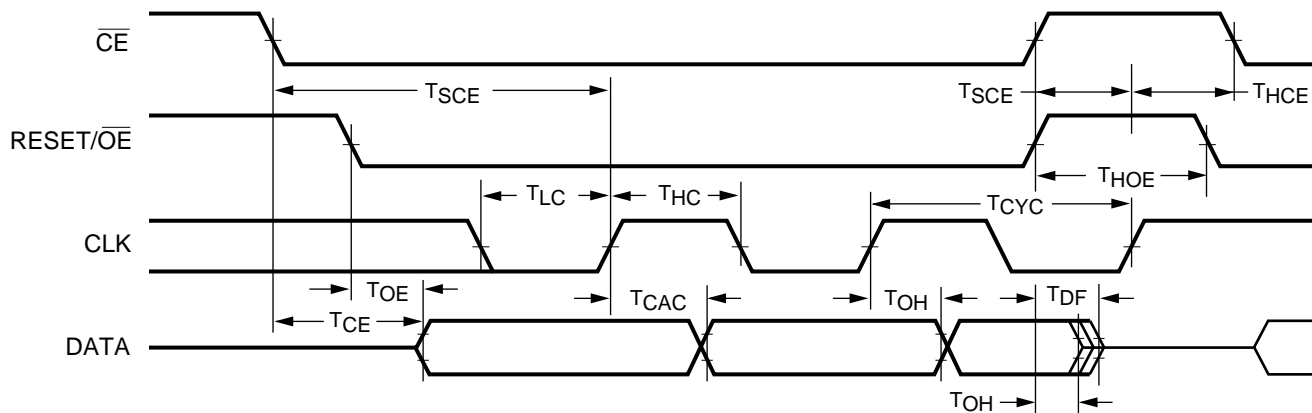 CE
TSCE
TSCE
THCE
RESET/OE
THOE
TLC
THC
TCYC
CLK
TOE
TCAC
TOH
TDF
TCE
DATA
TOH